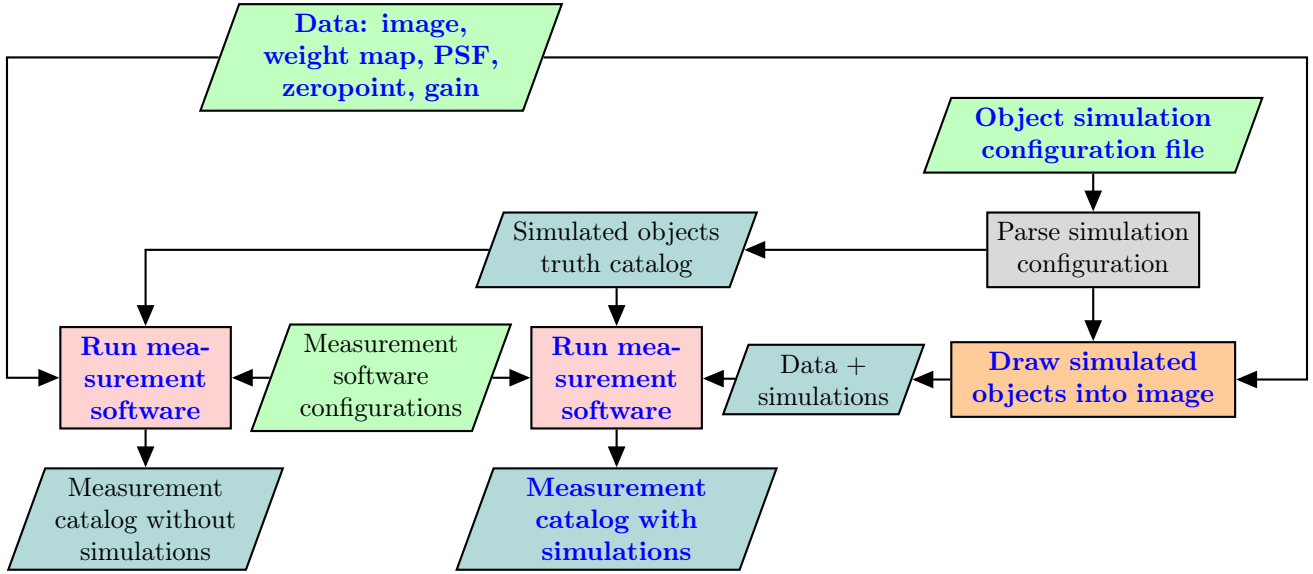 Data: image,
weight map, PSF,
zeropoint, gain
Object simulation
configuration file
Simulated objects
truth catalog
Parse simulation
configuration
Run mea-
surement
software
Measurement
software
configurations
Run mea-
surement
software
Data +
simulations
Draw simulated
objects into image
Measurement
catalog without
simulations
Measurement
catalog with
simulations